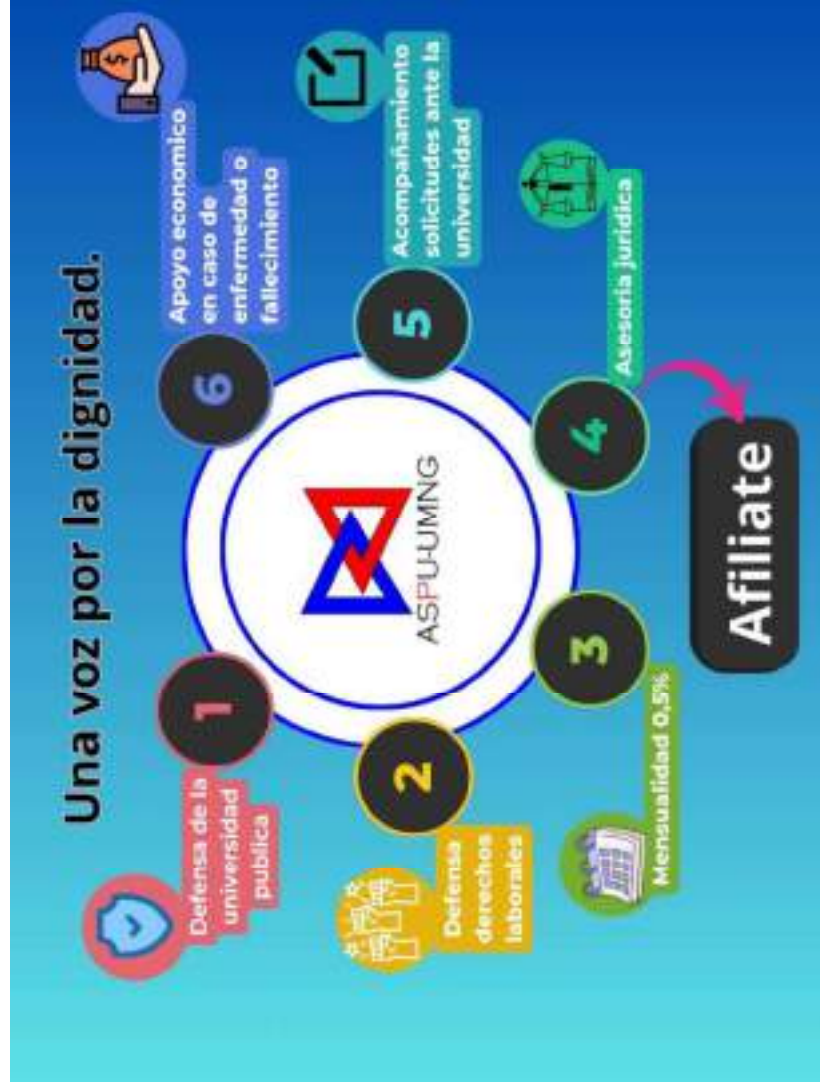 Una voz por la dignidad.
1
Defensa de la
universidad
publica
2
Defensa
derechos
laborales
3
Mensualidad 0,5%
4
Asesoria jurídica
5
Acompañamiento
solicitudes ante la
universidad
6
Apoyo economico
en caso de
enfermedad o
fallecimiento
ASPU-UMNG
Afiliate